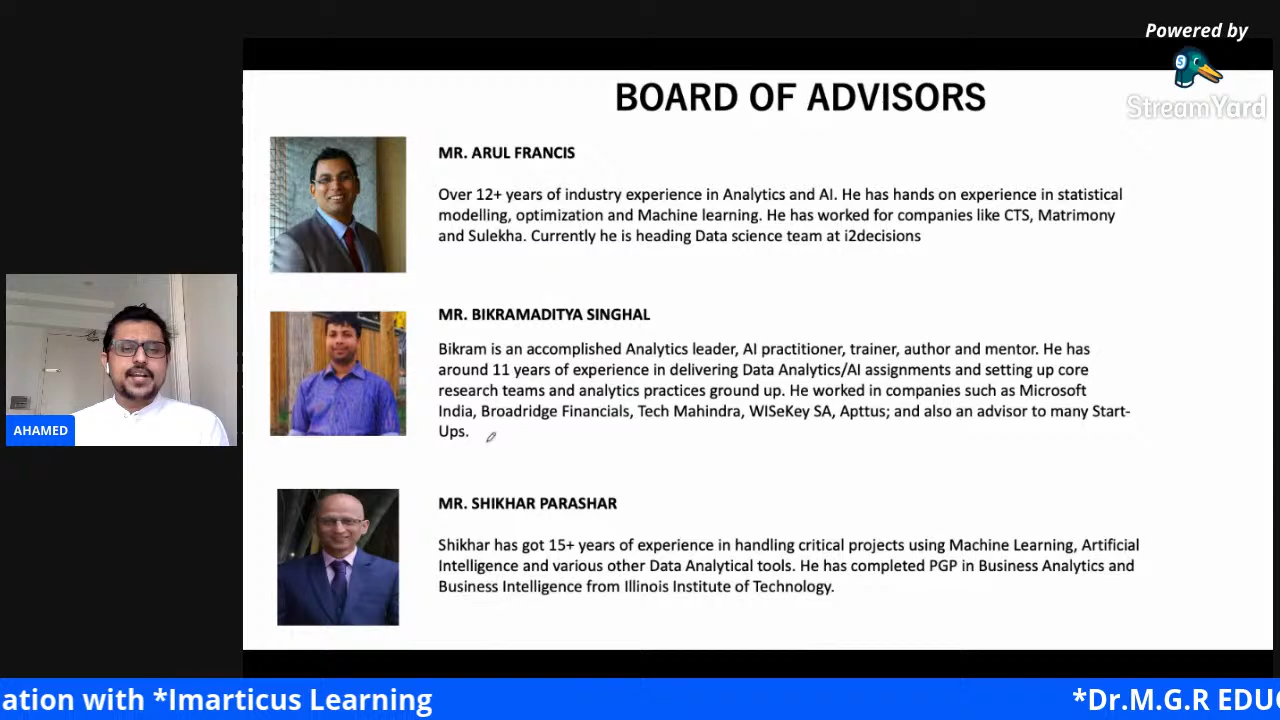 Powered by
StreamYard
BOARD OF ADVISORS
MR. ARUL FRANCIS
Over 12+ years of industry experience in Analytics and AI. He has hands on experience in statistical
modelling, optimization and Machine learning. He has worked for companies like CTS, Matrimony
and Sulekha. Currently he is heading Data science team at i2decisions
MR. BIKRAMADITYA SINGHAL
Bikram is an accomplished Analytics leader, AI practitioner, trainer, author and mentor. He has
around 11 years of experience in delivering Data Analytics/AI assignments and setting up core
research teams and analytics practices ground up. He worked in companies such as Microsoft
India, Broadridge Financials, Tech Mahindra, WISeKey SA, Apttus; and also an advisor to many Start-
Ups.
AHAMED
MR. SHIKHAR PARASHAR
Shikhar has got 15+ years of experience in handling critical projects using Machine Learning, Artificial
Intelligence and various other Data Analytical tools. He has completed PGP in Business Analytics and
Business Intelligence from Illinois Institute of Technology.
ation with *Imarticus Learning *Dr.M.G.R EDU